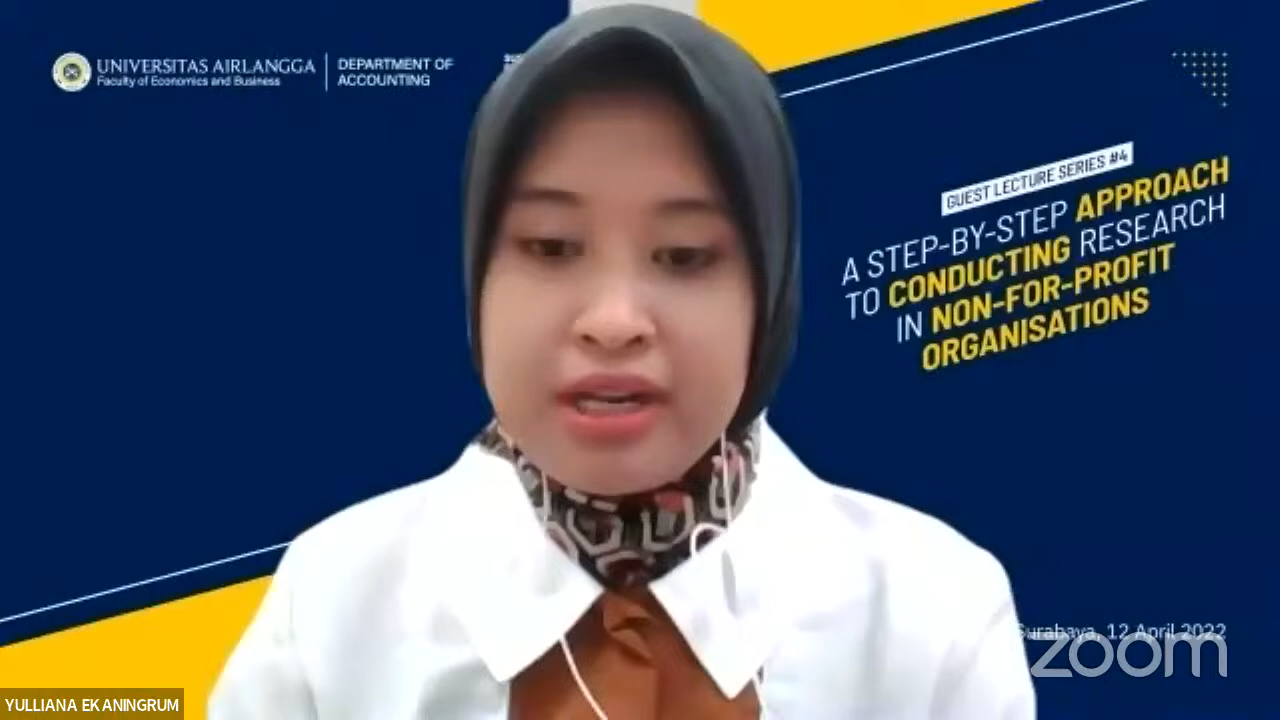 UNIVERSITAS AIRLANGGA
Faculty of Economics and Business
DEPARTMENT OF
ACCOUNTING
GUEST LECTURE SERIES #4
A STEP-BY-STEP APPROACH
TO CONDUCTING RESEARCH
IN NON-FOR-PROFIT
ORGANISATIONS
Surabaya, 12 April 2022
zoom
YULLIANA EKANINGRUM